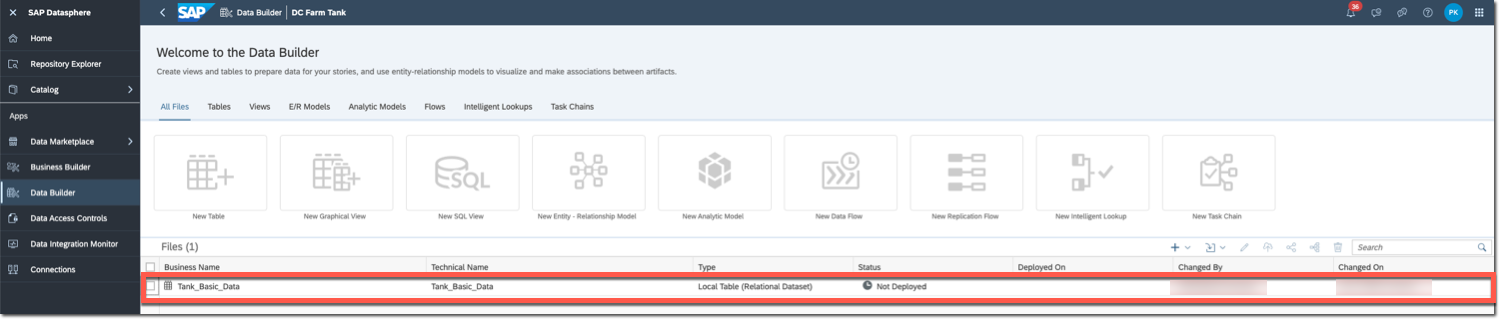 SAP Datasphere
SAP Data Builder DC Farm Tank 36 PK
Home
Repository Explorer
Catalog
Apps
Data Marketplace
Business Builder
Data Builder
Data Access Controls
Data Integration Monitor
Connections
Welcome to the Data Builder
Create views and tables to prepare data for your stories, and use entity-relationship models to visualize and make associations between artifacts.
All Files Tables Views E/R Models Analytic Models Flows Intelligent Lookups Task Chains
SQL
New Table New Graphical View New SQL View New Entity - Relationship Model New Analytic Model New Data Flow New Replication Flow New Intelligent Lookup New Task Chain
Files (1) Search
Business Name Technical Name Type Status Deployed On Changed By Changed On
Tank_Basic_Data Tank_Basic_Data Local Table (Relational Dataset) Not Deployed